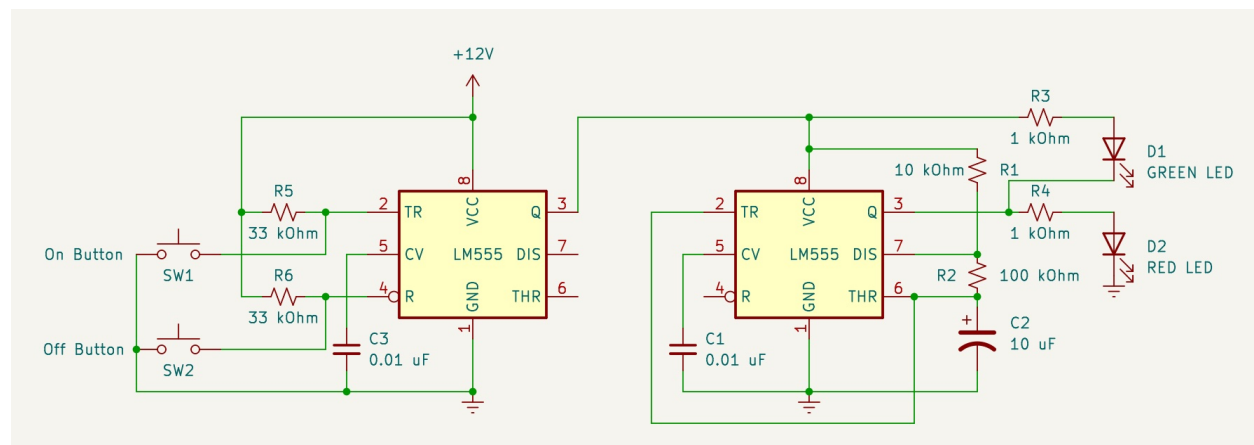 +12V
R3
1 kOhm
D1
GREEN LED
10 kOhm
R1
R4
1 kOhm
D2
RED LED
R5
33 kOhm
On Button
SW1
R6
33 kOhm
Off Button
SW2
8
VCC
2
TR
Q
3
5
CV
LM555
DIS
7
4
R
THR
6
GND
1
C3
0.01 uF
8
VCC
2
TR
Q
3
5
CV
LM555
DIS
7
R2
100 kOhm
4
R
THR
6
GND
1
C1
0.01 uF
+
C2
10 uF